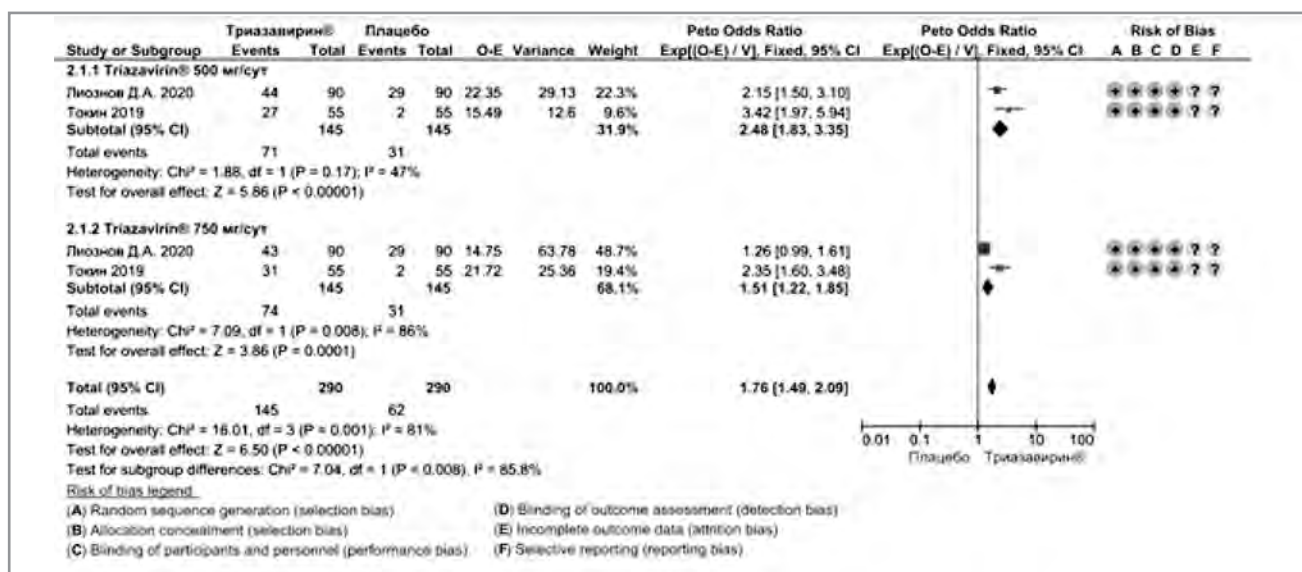 Триазавирин® Плацебо Peto Odds Ratio Peto Odds Ratio Risk of Bias
Study or Subgroup Events Total Events Total O-E Variance Weight Exp[(O-E) / V], Fixed, 95% CI Exp[(O-E) / V], Fixed, 95% CI A B C D E F
2.1.1 Triazavirin® 500 мг/сут
Лиознов Д.А. 2020 44 90 29 90 22.35 29.13 22.3% 2.15 [1.50, 3.10] + + + + ? ?
Токин 2019 27 55 2 55 15.49 12.6 9.6% 3.42 [1.97, 5.94] + + + + ? ?
Subtotal (95% CI) 145 145 31.9% 2.48 [1.83, 3.35]
Total events 71 31
Heterogeneity: Chi² = 1.88, df = 1 (P = 0.17); I² = 47%
Test for overall effect: Z = 5.86 (P < 0.00001)
2.1.2 Triazavirin® 750 мг/сут
Лиознов Д.А. 2020 43 90 29 90 14.75 63.78 48.7% 1.26 [0.99, 1.61] + + + + ? ?
Токин 2019 31 55 2 55 21.72 25.36 19.4% 2.35 [1.60, 3.48] + + + + ? ?
Subtotal (95% CI) 145 145 68.1% 1.51 [1.22, 1.85]
Total events 74 31
Heterogeneity: Chi² = 7.09, df = 1 (P = 0.008); I² = 86%
Test for overall effect: Z = 3.86 (P = 0.0001)
Total (95% CI) 290 290 100.0% 1.76 [1.49, 2.09]
Total events 145 62
Heterogeneity: Chi² = 16.01, df = 3 (P = 0.001); I² = 81%
Test for overall effect: Z = 6.50 (P < 0.00001)
Test for subgroup differences: Chi² = 7.04, df = 1 (P < 0.008), I² = 85.8%
0.01 0.1 1 10 100
Плацебо Триазавирин®
Risk of bias legend
(A) Random sequence generation (selection bias)
(B) Allocation concealment (selection bias)
(C) Blinding of participants and personnel (performance bias)
(D) Blinding of outcome assessment (detection bias)
(E) Incomplete outcome data (attrition bias)
(F) Selective reporting (reporting bias)